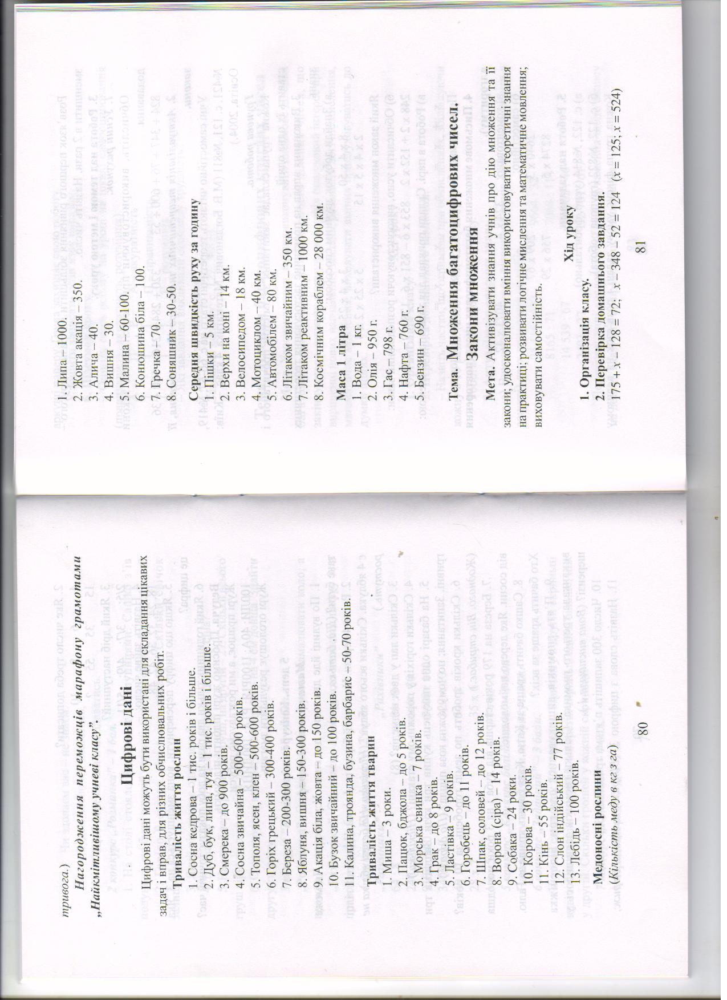 тривога.)
Нагородження переможців марафону грамотами
„Найкмітливішому учневі класу”.
Цифрові дані
Цифрові дані можуть бути використані для складання цікавих
задач і вправ, для різних обчислювальних робіт.
Тривалість життя рослин
1. Сосна кедрова – 1 тис. років і більше.
2. Дуб, бук, липа, туя – 1 тис. років і більше.
3. Смерека – до 900 років.
4. Сосна звичайна – 500-600 років.
5. Тополя, ясен, клен – 500-600 років.
6. Горіх грецький – 300-400 років.
7. Береза – 200-300 років.
8. Яблуня, вишня – 150-300 років.
9. Акація біла, жовта – до 150 років.
10. Бузок звичайний – до 100 років.
11. Калина, троянда, бузина, барбарис – 50-70 років.
Тривалість життя тварин
1. Миша – 3 роки.
2. Пацюк, бджола – до 5 років.
3. Морська свинка – 7 років.
4. Грак – до 8 років.
5. Ластівка – 9 років.
6. Горобець – до 11 років.
7. Шпак, соловей – до 12 років.
8. Ворона (сіра) – 14 років.
9. Собака – 24 роки.
10. Корова – 30 років.
11. Кінь – 55 років.
12. Слон індійський – 77 років.
13. Лебідь – 100 років.
Медоносні рослини
(Кількість меду в кг з га)
80
1. Липа – 1000.
2. Жовта акація – 350.
3. Алича – 40.
4. Вишня – 30.
5. Малина – 60-100.
6. Конюшина біла – 100.
7. Гречка – 70.
8. Соняшник – 30-50.
Середня швидкість руху за годину
1. Пішки – 5 км.
2. Верхи на коні – 14 км.
3. Велосипедом – 18 км.
4. Мотоциклом – 40 км.
5. Автомобілем – 80 км.
6. Літаком звичайним – 350 км.
7. Літаком реактивним – 1000 км.
8. Космічним кораблем – 28 000 км.
Маса 1 літра
1. Вода – 1 кг.
2. Олія – 950 г.
3. Гас – 798 г.
4. Нафта – 760 г.
5. Бензин – 690 г.
Тема. Множення багатоцифрових чисел.
Закони множення
Мета. Активізувати знання учнів про дію множення та її
закони; удосконалювати вміння використовувати теоретичні знання
на практиці; розвивати логічне мислення та математичне мовлення;
виховувати самостійність.
Хід уроку
1. Організація класу.
2. Перевірка домашнього завдання.
175 + x – 128 = 72; x – 348 – 52 = 124 (x = 125; x = 524)
81